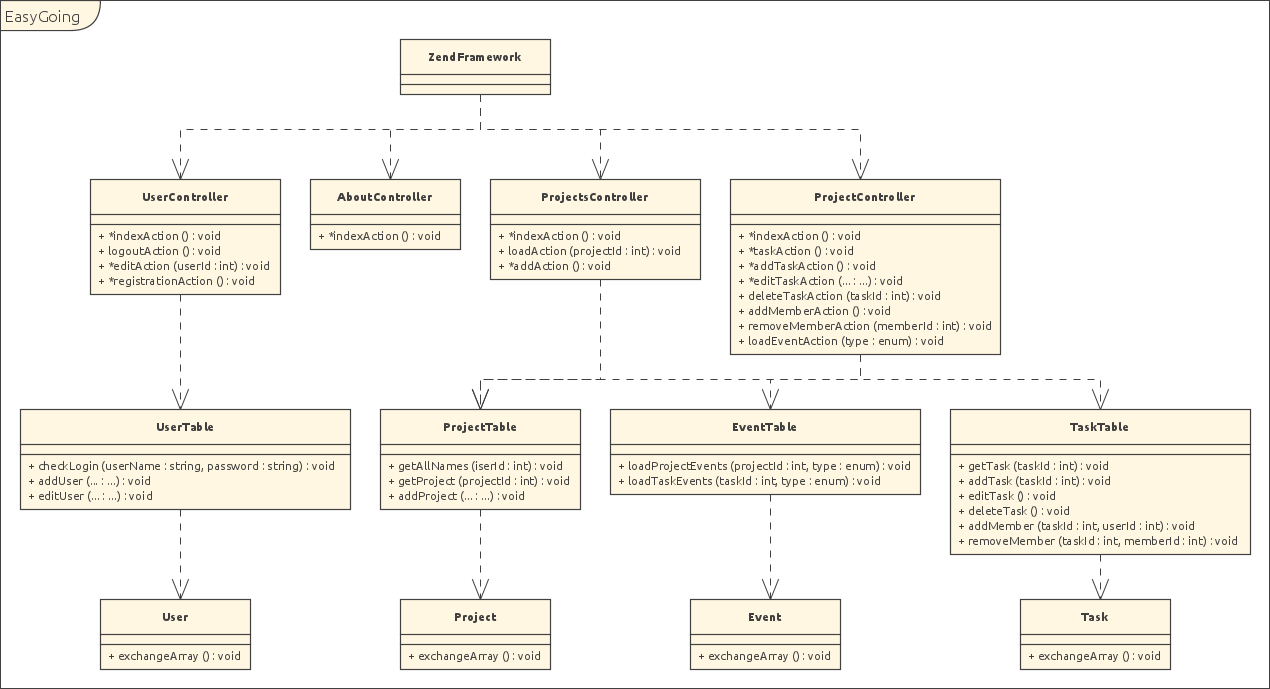 EasyGoing
ZendFramework
UserController
+ *indexAction () : void
+ logoutAction () : void
+ *editAction (userId : int) : void
+ *registrationAction () : void
AboutController
+ *indexAction () : void
ProjectsController
+ *indexAction () : void
+ loadAction (projectId : int) : void
+ *addAction () : void
ProjectController
+ *indexAction () : void
+ *taskAction () : void
+ *addTaskAction () : void
+ *editTaskAction (... : ...) : void
+ deleteTaskAction (taskId : int) : void
+ addMemberAction () : void
+ removeMemberAction (memberId : int) : void
+ loadEventAction (type : enum) : void
UserTable
+ checkLogin (userName : string, password : string) : void
+ addUser (... : ...) : void
+ editUser (... : ...) : void
ProjectTable
+ getAllNames (iserId : int) : void
+ getProject (projectId : int) : void
+ addProject (... : ...) : void
EventTable
+ loadProjectEvents (projectId : int, type : enum) : void
+ loadTaskEvents (taskId : int, type : enum) : void
TaskTable
+ getTask (taskId : int) : void
+ addTask (taskId : int) : void
+ editTask () : void
+ deleteTask () : void
+ addMember (taskId : int, userId : int) : void
+ removeMember (taskId : int, memberId : int) : void
User
+ exchangeArray () : void
Project
+ exchangeArray () : void
Event
+ exchangeArray () : void
Task
+ exchangeArray () : void